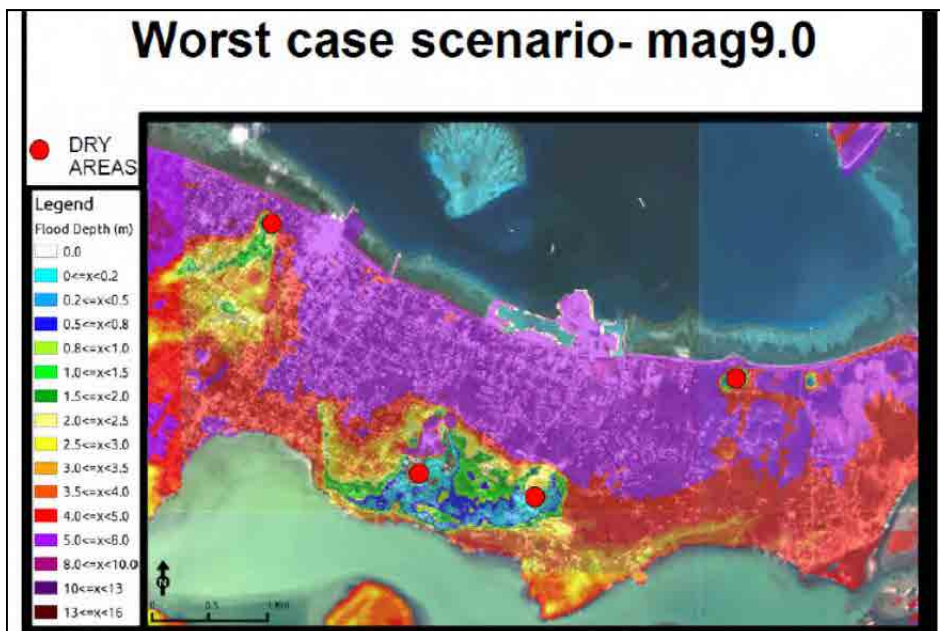 Worst case scenario- mag9.0
DRY
AREAS
Legend
Flood Depth (m)
0.0
0<=x<0.2
0.2<=x<0.5
0.5<=x<0.8
0.8<=x<1.0
1.0<=x<1.5
1.5<=x<2.0
2.0<=x<2.5
2.5<=x<3.0
3.0<=x<3.5
3.5<=x<4.0
4.0<=x<5.0
5.0<=x<8.0
8.0<=x<10.0
10<=x<13
13<=x<16
N
0 0.5